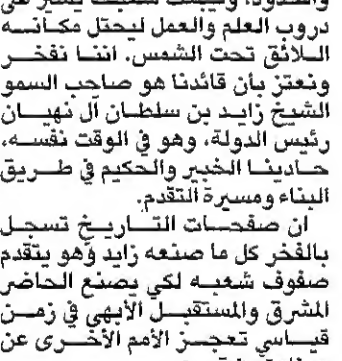 دروب العلم والعمل ليحتل مكانه
اللائق تحت الشمس. اننا نفخر
ونعتز بأن قائدنا هو صاحب السمو
الشيخ زايد بن سلطان آل نهيان
رئيس الدولة، وهو في الوقت نفسه،
حادينا الخبير والحكيم في طريق
البناء ومسيرة التقدم.
ان صفحات التاريخ تسجل
بالفخر كل ما صنعه زايد وهو يتقدم
صفوف شعبه لكي يصنع الحاضر
المشرق والمستقبل الأبهى في زمن
قياسي تعجز الأمم الأخرى عن